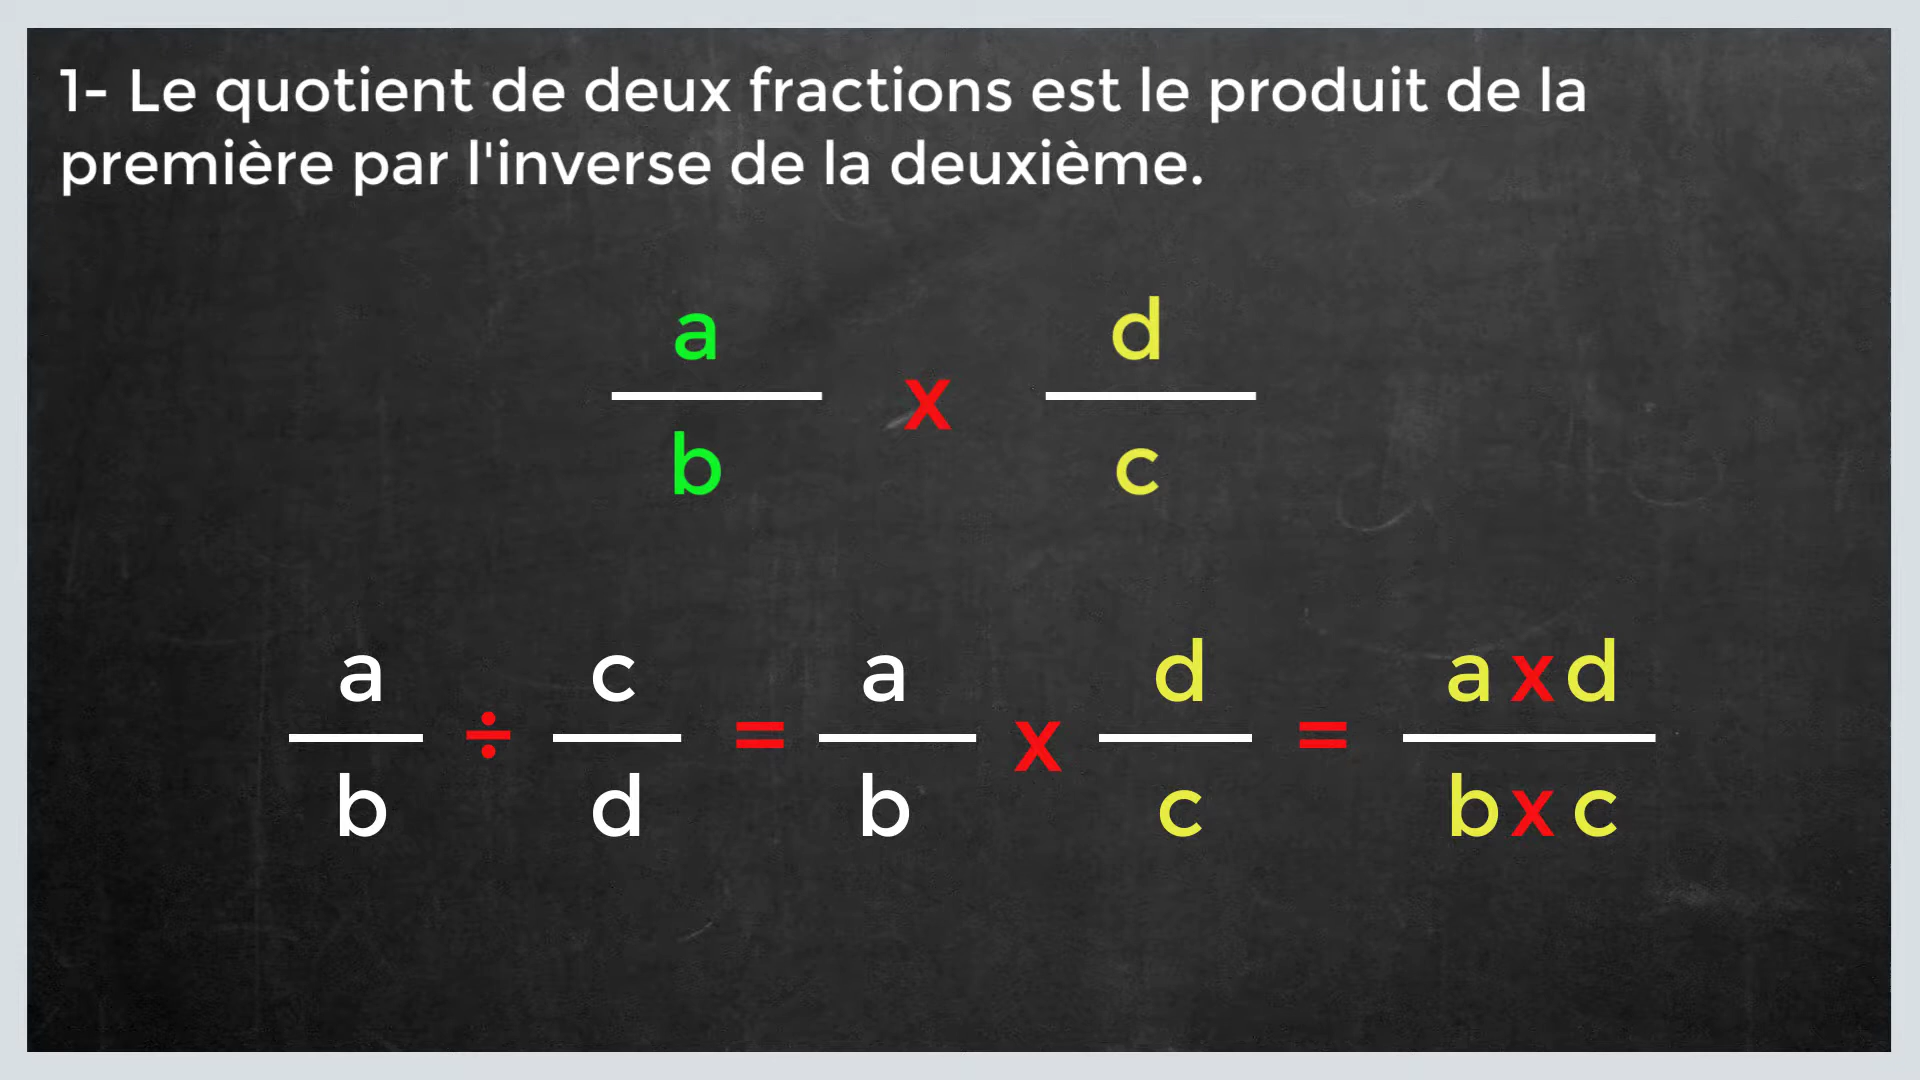 1- Le quotient de deux fractions est le produit de la
première par l'inverse de la deuxième.
a d
x
b c
a c a d a x d
÷ = x =
b d b c b x c